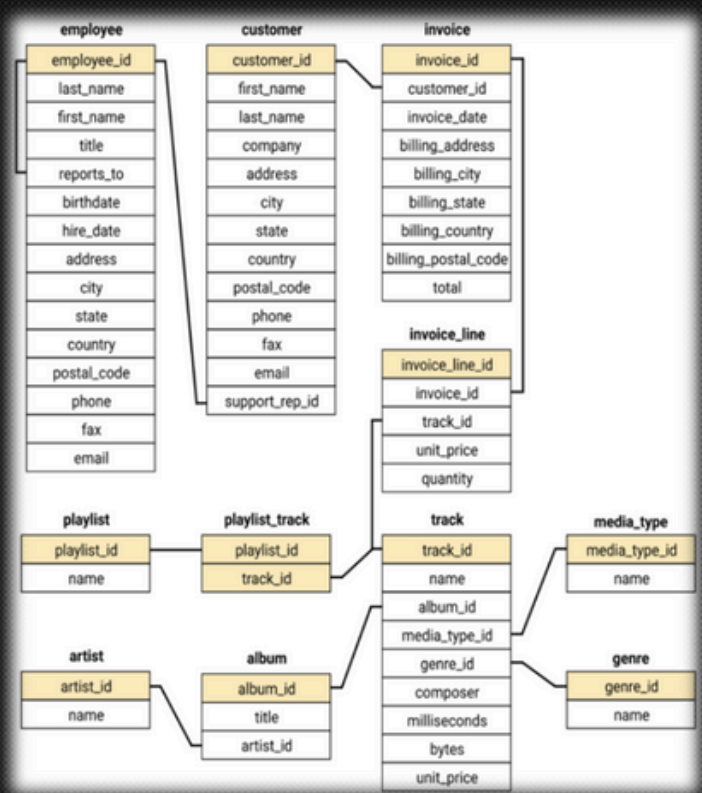 employee
employee_id
last_name
first_name
title
reports_to
birthdate
hire_date
address
city
state
country
postal_code
phone
fax
email
customer
customer_id
first_name
last_name
company
address
city
state
country
postal_code
phone
fax
email
support_rep_id
invoice
invoice_id
customer_id
invoice_date
billing_address
billing_city
billing_state
billing_country
billing_postal_code
total
invoice_line
invoice_line_id
invoice_id
track_id
unit_price
quantity
playlist
playlist_id
name
playlist_track
playlist_id
track_id
track
track_id
name
album_id
media_type_id
genre_id
composer
milliseconds
bytes
unit_price
media_type
media_type_id
name
artist
artist_id
name
album
album_id
title
artist_id
genre
genre_id
name